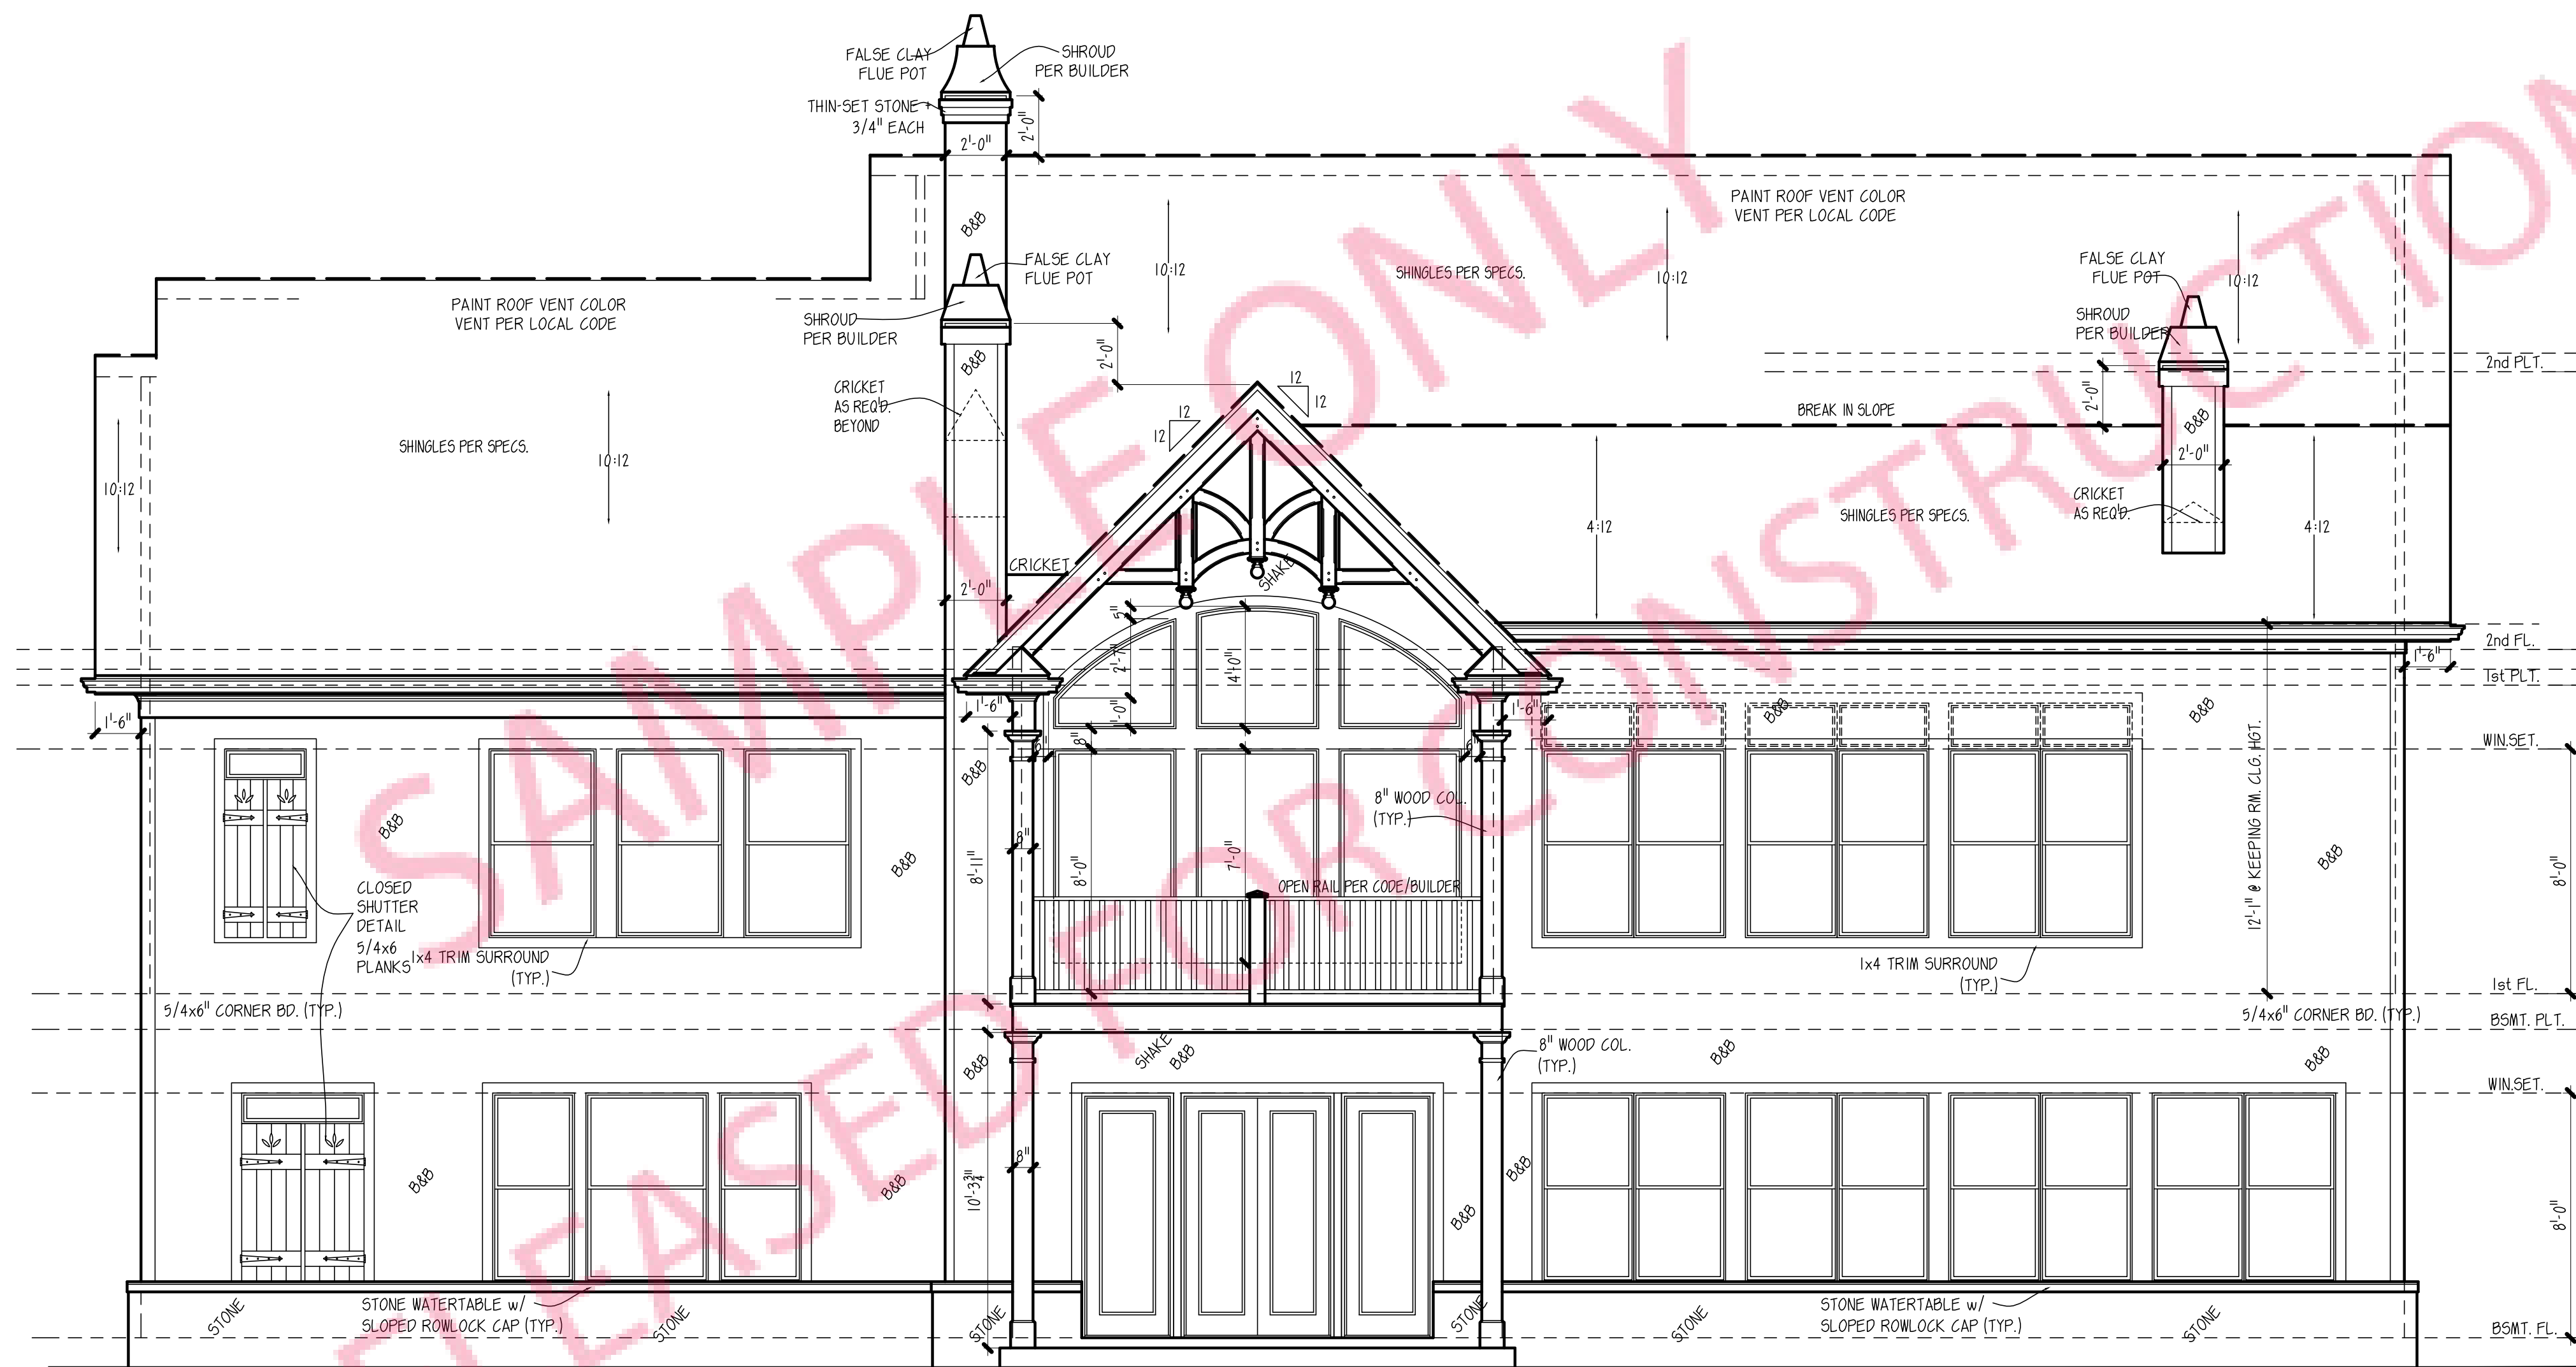 FALSE CLAY
FLUE POT
SHROUD
PER BUILDER
THIN-SET STONE +
3/4" EACH
2'-0"
2'-0"
B&B
PAINT ROOF VENT COLOR
VENT PER LOCAL CODE
FALSE CLAY
FLUE POT
SHROUD
PER BUILDER
B&B
2'-0"
10:12
SHINGLES PER SPECS.
10:12
10:12
FALSE CLAY
FLUE POT
SHROUD
PER BUILDER
2nd PLT.
PAINT ROOF VENT COLOR
VENT PER LOCAL CODE
CRICKET
AS REQ'D.
BEYOND
12
12
12
12
BREAK IN SLOPE
2'-0"
B&B
2'-0"
10:12
SHINGLES PER SPECS.
10:12
CRICKET
AS REQ'D.
4:12
SHINGLES PER SPECS.
4:12
CRICKET
2'-0"
SHAKE
5"
2'-7"
4'-0"
1'-0"
2nd FL.
1'-6"
1st PLT.
1'-6"
1'-6"
1'-6"
B&B
B&B
8"
6"
6"
WIN.SET.
B&B
8" WOOD COL.
(TYP.)
B&B
B&B
8"
8'-11"
8'-0"
7'-0"
12'-1" @ KEEPING RM. CLG. HGT.
B&B
8'-0"
OPEN RAIL PER CODE/BUILDER
CLOSED
SHUTTER
DETAIL
5/4x6
PLANKS
1x4 TRIM SURROUND
(TYP.)
1x4 TRIM SURROUND
(TYP.)
1st FL.
5/4x6" CORNER BD. (TYP.)
5/4x6" CORNER BD. (TYP.)
BSMT. PLT.
B&B
SHAKE
B&B
8" WOOD COL.
(TYP.)
B&B
B&B
WIN.SET.
8"
B&B
B&B
10'-3 3/4"
B&B
B&B
8'-0"
STONE
STONE WATERTABLE w/
SLOPED ROWLOCK CAP (TYP.)
STONE
STONE
STONE
STONE
STONE WATERTABLE w/
SLOPED ROWLOCK CAP (TYP.)
STONE
BSMT. FL.
SAMPLE ONLY
FOR CONSTRUCTION